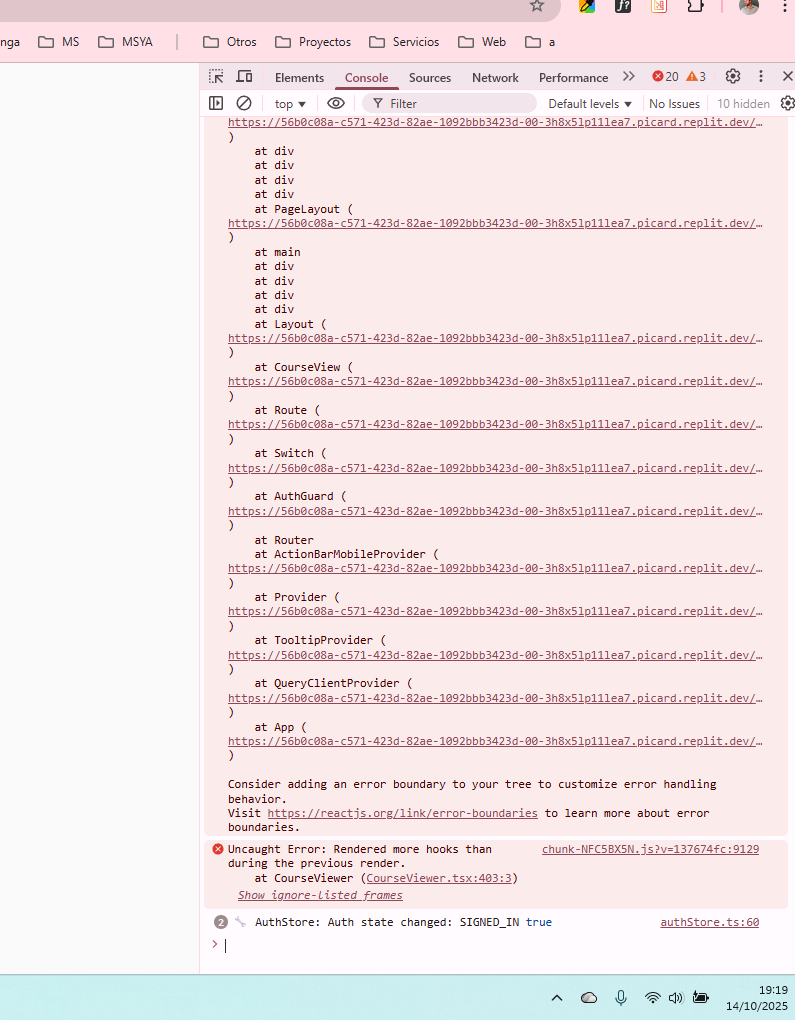 nga MS MSYA Otros Proyectos Servicios Web a
Elements Console Sources Network Performance 20 3
top Filter Default levels No Issues 10 hidden
https://56b0c08a-c571-423d-82ae-1092bbb3423d-00-3h8x5lp11lea7.picard.replit.dev/…
)
at div
at div
at div
at div
at PageLayout (
https://56b0c08a-c571-423d-82ae-1092bbb3423d-00-3h8x5lp11lea7.picard.replit.dev/…
)
at main
at div
at div
at div
at div
at Layout (
https://56b0c08a-c571-423d-82ae-1092bbb3423d-00-3h8x5lp11lea7.picard.replit.dev/…
)
at CourseView (
https://56b0c08a-c571-423d-82ae-1092bbb3423d-00-3h8x5lp11lea7.picard.replit.dev/…
)
at Route (
https://56b0c08a-c571-423d-82ae-1092bbb3423d-00-3h8x5lp11lea7.picard.replit.dev/…
)
at Switch (
https://56b0c08a-c571-423d-82ae-1092bbb3423d-00-3h8x5lp11lea7.picard.replit.dev/…
)
at AuthGuard (
https://56b0c08a-c571-423d-82ae-1092bbb3423d-00-3h8x5lp11lea7.picard.replit.dev/…
)
at Router
at ActionBarMobileProvider (
https://56b0c08a-c571-423d-82ae-1092bbb3423d-00-3h8x5lp11lea7.picard.replit.dev/…
)
at Provider (
https://56b0c08a-c571-423d-82ae-1092bbb3423d-00-3h8x5lp11lea7.picard.replit.dev/…
)
at TooltipProvider (
https://56b0c08a-c571-423d-82ae-1092bbb3423d-00-3h8x5lp11lea7.picard.replit.dev/…
)
at QueryClientProvider (
https://56b0c08a-c571-423d-82ae-1092bbb3423d-00-3h8x5lp11lea7.picard.replit.dev/…
)
at App (
https://56b0c08a-c571-423d-82ae-1092bbb3423d-00-3h8x5lp11lea7.picard.replit.dev/…
)
Consider adding an error boundary to your tree to customize error handling
behavior.
Visit https://reactjs.org/link/error-boundaries to learn more about error
boundaries.
Uncaught Error: Rendered more hooks than chunk-NFC5BX5N.js?v=137674fc:9129
during the previous render.
at CourseViewer (CourseViewer.tsx:403:3)
Show ignore-listed frames
2 AuthStore: Auth state changed: SIGNED_IN true authStore.ts:60
>
19:19
14/10/2025